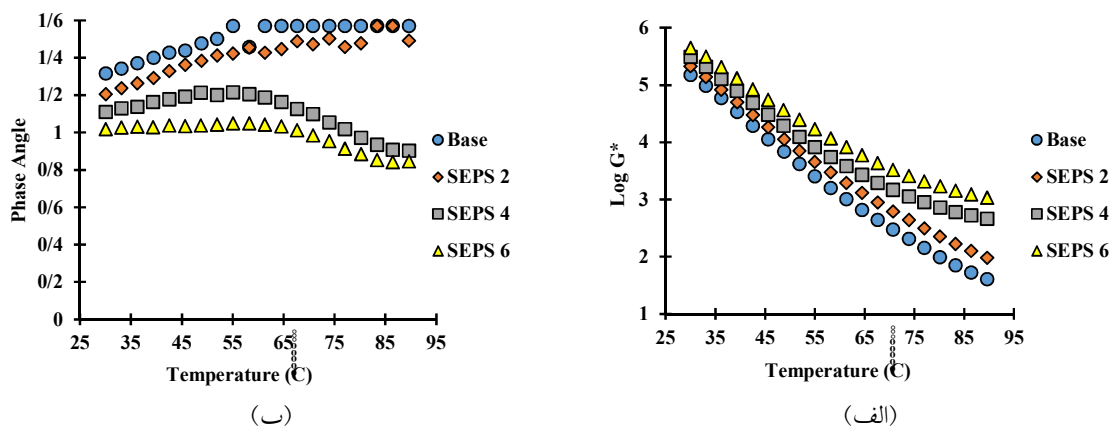 Phase Angle
1/6
1/4
1/2
1
0/8
0/6
0/4
0/2
0
25 35 45 55 65 75 85 95
Temperature (C)
Base
SEPS 2
SEPS 4
SEPS 6
(ب)
Log G*
6
5
4
3
2
1
25 35 45 55 65 75 85 95
Temperature (C)
Base
SEPS 2
SEPS 4
SEPS 6
(الف)